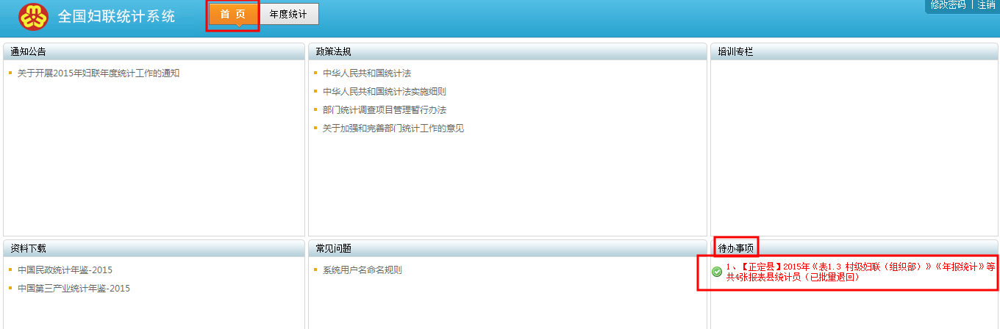 全国妇联统计系统
首 页
年度统计
修改密码 | 注销
通知公告
关于开展2015年妇联年度统计工作的通知
政策法规
中华人民共和国统计法
中华人民共和国统计法实施细则
部门统计调查项目管理暂行办法
关于加强和完善部门统计工作的意见
培训专栏
资料下载
中国民政统计年鉴-2015
中国第三产业统计年鉴-2015
常见问题
系统用户名命名规则
待办事项
1、【正定县】2015年《表1.3 村级妇联（组织部）》《年报统计》等
共4张报表县统计员（已批量退回）